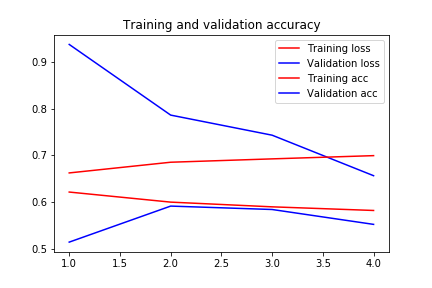 Training and validation accuracy
Training loss
Validation loss
Training acc
Validation acc
0.9
0.8
0.7
0.6
0.5
1.0 1.5 2.0 2.5 3.0 3.5 4.0